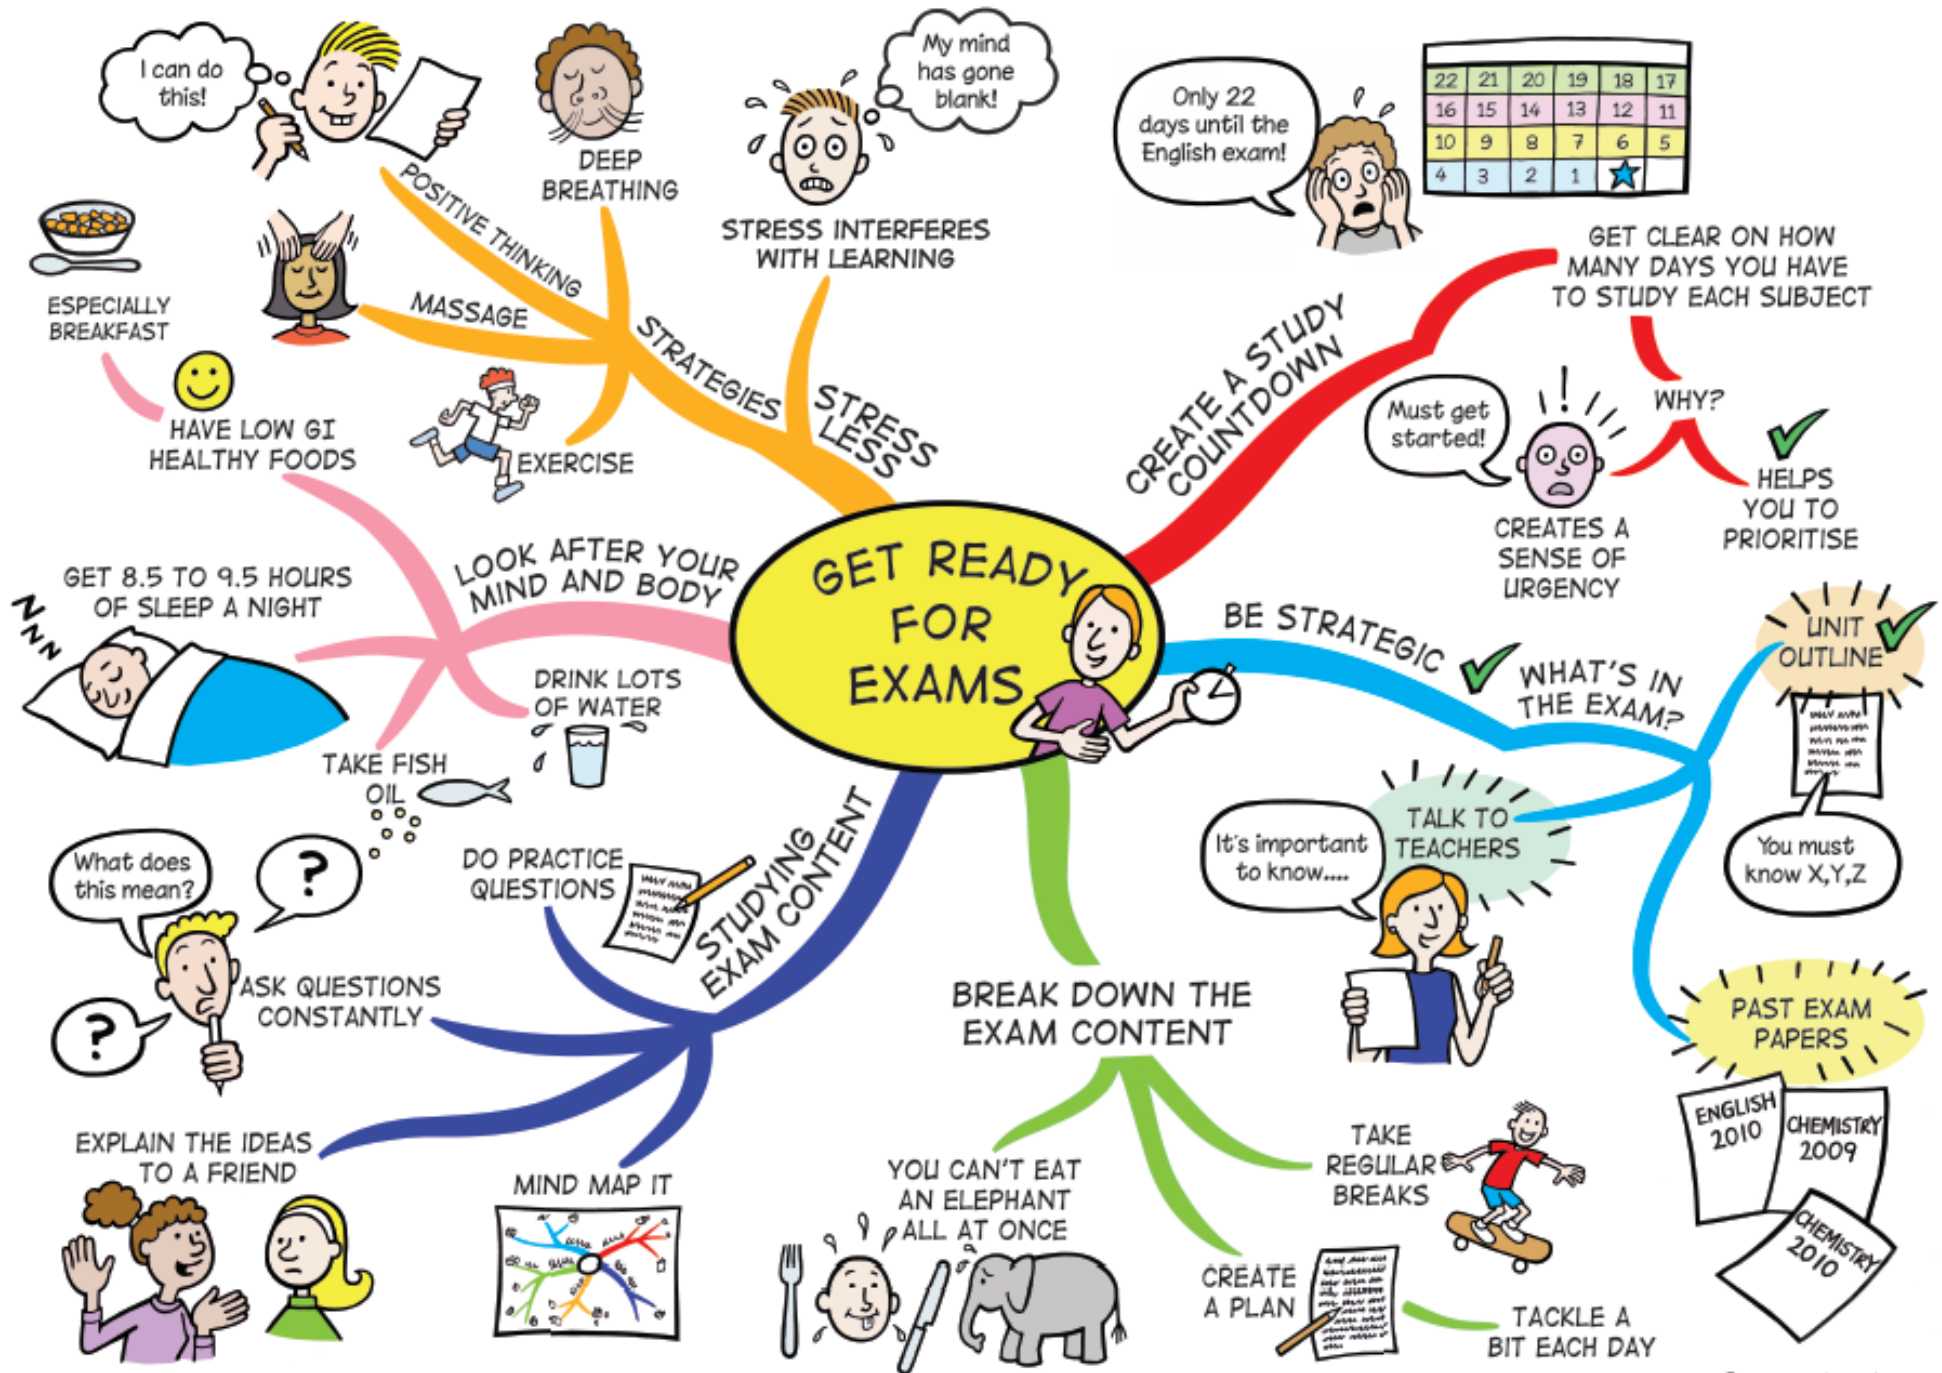 GET READY
FOR
EXAMS
CREATE A STUDY
COUNTDOWN
Only 22
days until the
English exam!
22 21 20 19 18 17
16 15 14 13 12 11
10 9 8 7 6 5
4 3 2 1
GET CLEAR ON HOW
MANY DAYS YOU HAVE
TO STUDY EACH SUBJECT
WHY?
Must get
started!
!
CREATES A
SENSE OF
URGENCY
HELPS
YOU TO
PRIORITISE
BE STRATEGIC
WHAT'S IN
THE EXAM?
UNIT
OUTLINE
You must
know X,Y,Z
TALK TO
TEACHERS
It's important
to know....
PAST EXAM
PAPERS
ENGLISH
2010
CHEMISTRY
2009
CHEMISTRY
2010
BREAK DOWN THE
EXAM CONTENT
TAKE
REGULAR
BREAKS
CREATE
A PLAN
TACKLE A
BIT EACH DAY
YOU CAN'T EAT
AN ELEPHANT
ALL AT ONCE
STUDYING
EXAM CONTENT
DO PRACTICE
QUESTIONS
ASK QUESTIONS
CONSTANTLY
What does
this mean?
?
?
EXPLAIN THE IDEAS
TO A FRIEND
MIND MAP IT
LOOK AFTER YOUR
MIND AND BODY
DRINK LOTS
OF WATER
TAKE FISH
OIL
GET 8.5 TO 9.5 HOURS
OF SLEEP A NIGHT
Z
Z
Z
HAVE LOW GI
HEALTHY FOODS
ESPECIALLY
BREAKFAST
STRESS
LESS
STRATEGIES
EXERCISE
MASSAGE
POSITIVE THINKING
I can do
this!
DEEP
BREATHING
STRESS INTERFERES
WITH LEARNING
My mind
has gone
blank!